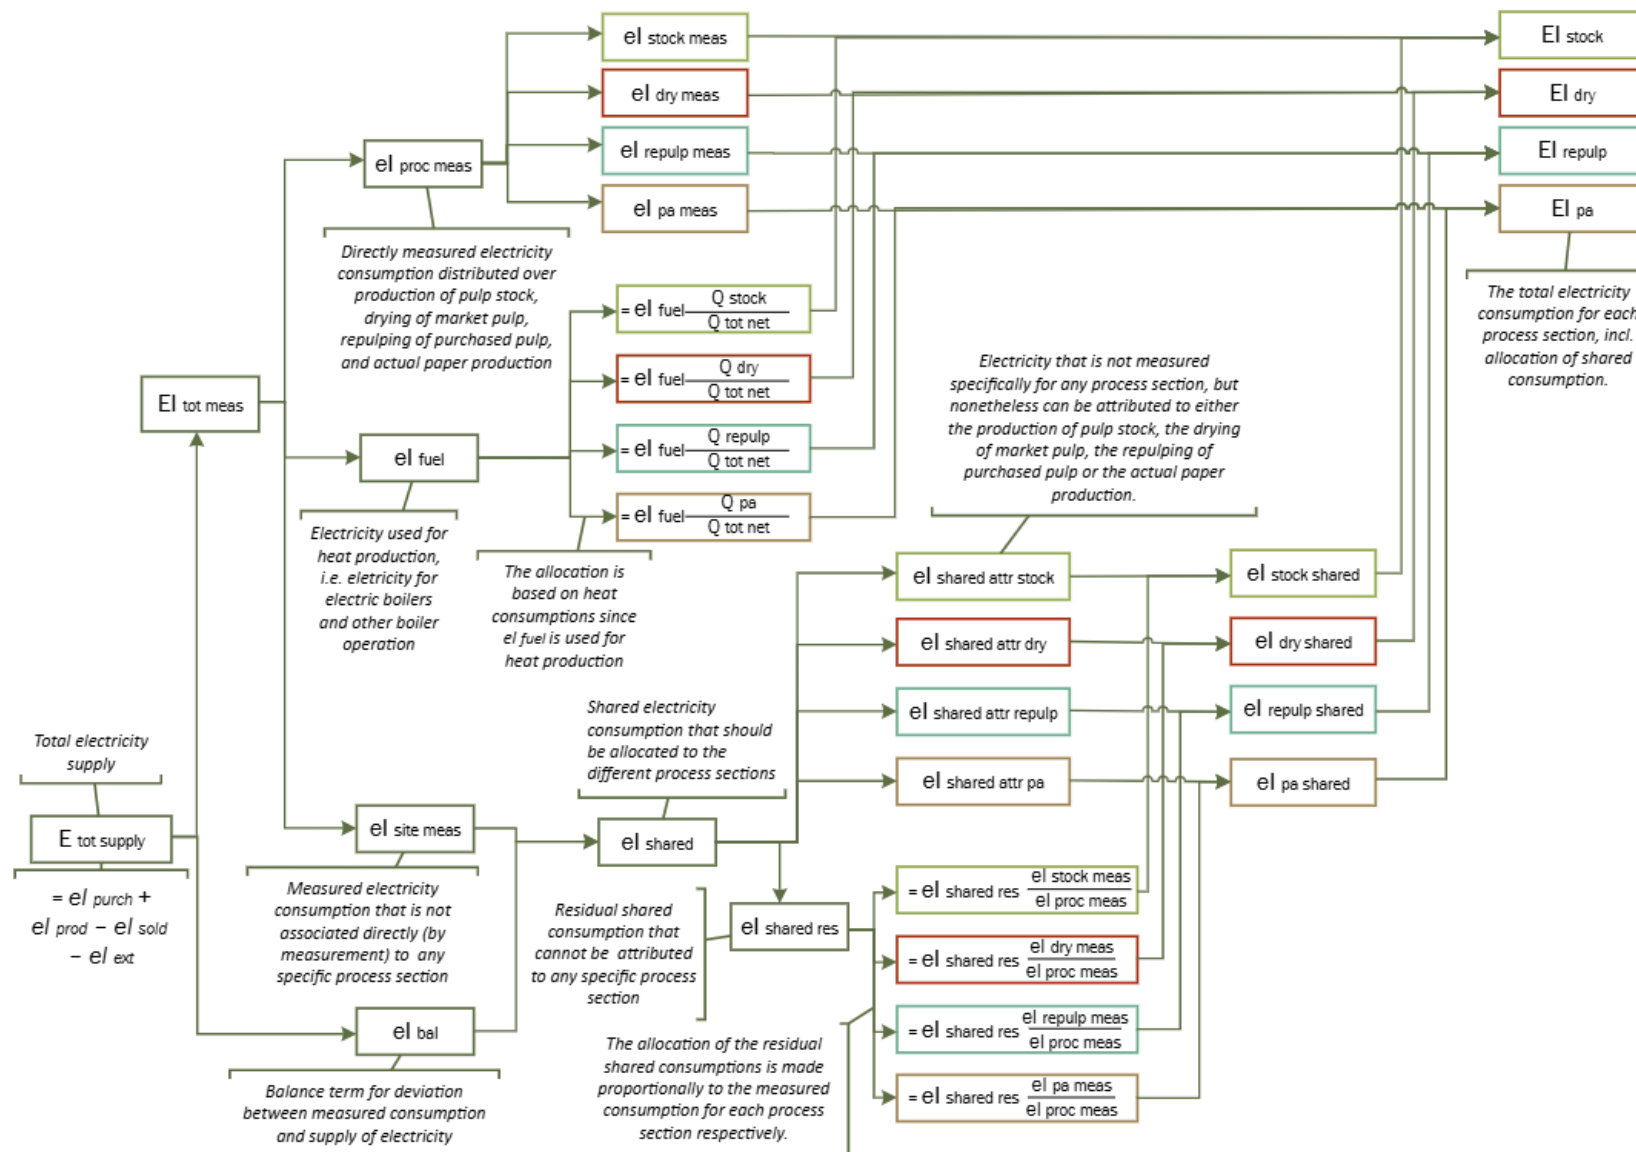 el stock meas
El stock
el dry meas
El dry
el repulp meas
El repulp
el proc meas
el pa meas
El pa
Directly measured electricity
consumption distributed over
production of pulp stock,
drying of market pulp,
repulping of purchased pulp,
and actual paper production
The total electricity
consumption for each
process section, incl.
allocation of shared
consumption.
= el fuel Q stock
Q tot net
= el fuel Q dry
Q tot net
= el fuel Q repulp
Q tot net
= el fuel Q pa
Q tot net
El tot meas
el fuel
Electricity used for
heat production,
i.e. eletricity for
electric boilers
and other boiler
operation
The allocation is
based on heat
consumptions since
el fuel is used for
heat production
Electricity that is not measured
specifically for any process section, but
nonetheless can be attributed to either
the production of pulp stock, the drying
of market pulp, the repulping of
purchased pulp or the actual paper
production.
el shared attr stock
el stock shared
el shared attr dry
el dry shared
el shared attr repulp
el repulp shared
el shared attr pa
el pa shared
Shared electricity
consumption that should
be allocated to the
different process sections
Total electricity
supply
E tot supply
= el purch +
el prod – el sold
– el ext
el site meas
el shared
Measured electricity
consumption that is not
associated directly (by
measurement) to any
specific process section
el bal
Balance term for deviation
between measured consumption
and supply of electricity
Residual shared
consumption that
cannot be attributed
to any specific process
section
el shared res
= el shared res el stock meas
el proc meas
= el shared res el dry meas
el proc meas
= el shared res el repulp meas
el proc meas
= el shared res el pa meas
el proc meas
The allocation of the residual
shared consumptions is made
proportionally to the measured
consumption for each process
section respectively.